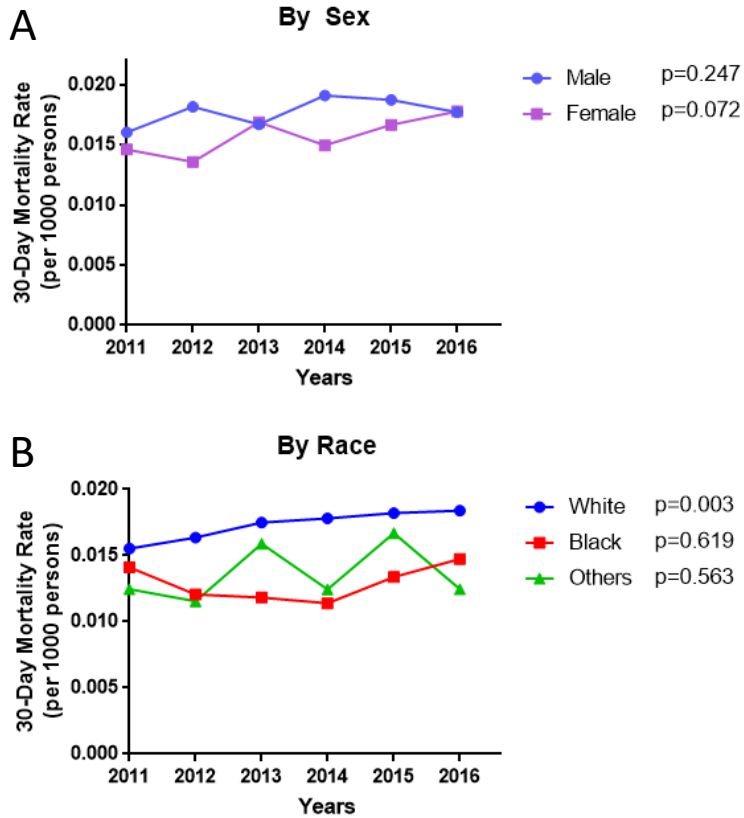 A
By Sex
30-Day Mortality Rate
(per 1000 persons)
0.020
0.015
0.010
0.005
0.000
2011 2012 2013 2014 2015 2016
Years
Male p=0.247
Female p=0.072
B
By Race
30-Day Mortality Rate
(per 1000 persons)
0.020
0.015
0.010
0.005
0.000
2011 2012 2013 2014 2015 2016
Years
White p=0.003
Black p=0.619
Others p=0.563